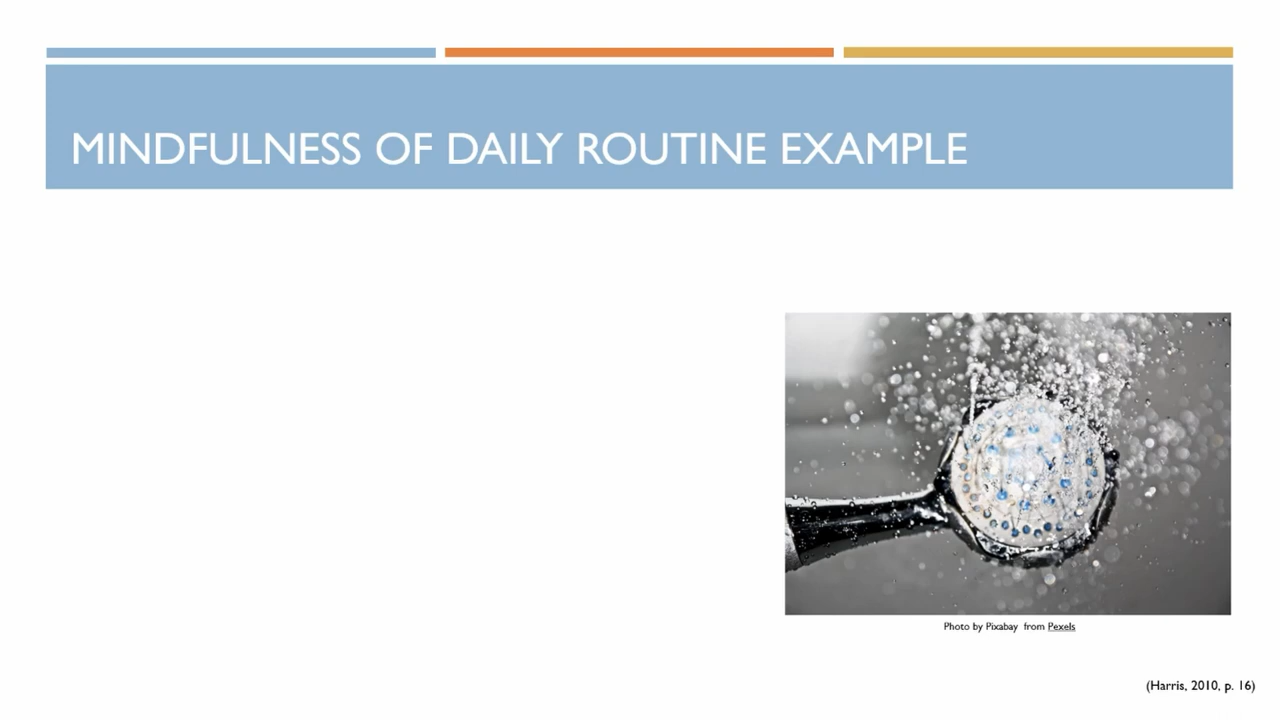 MINDFULNESS OF DAILY ROUTINE EXAMPLE
Photo by Pixabay from Pexels
(Harris, 2010, p. 16)